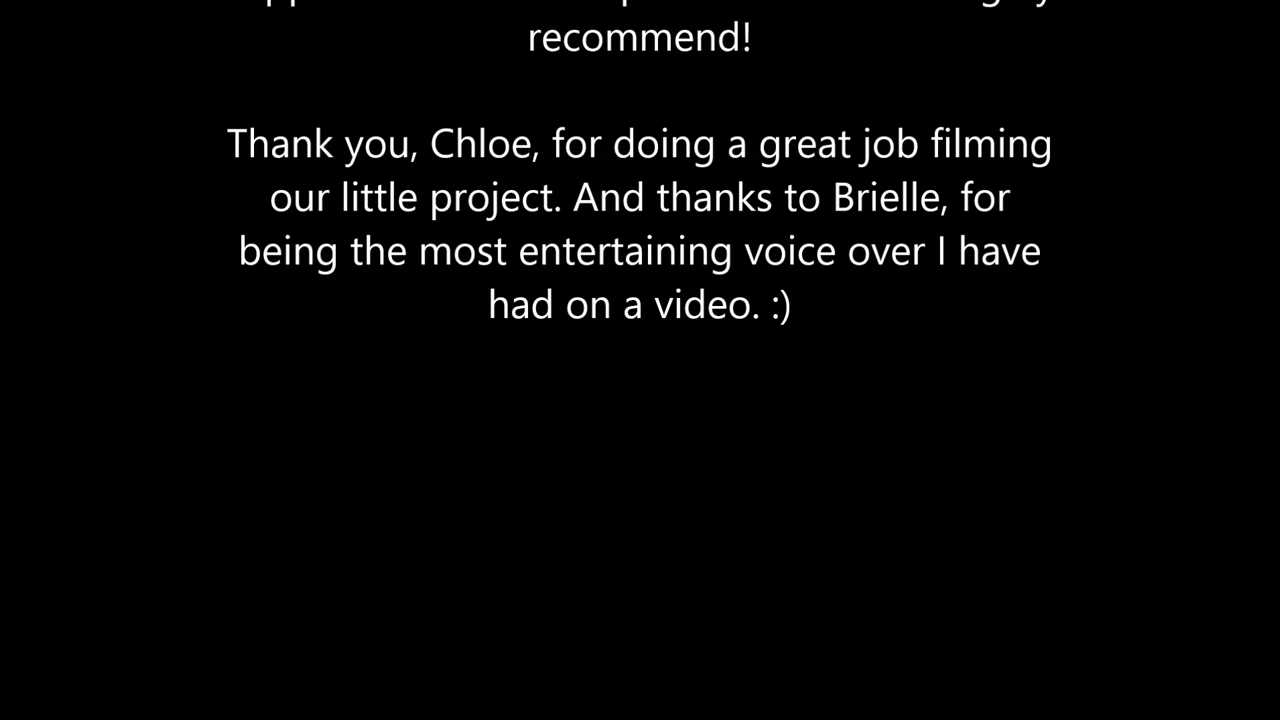 recommend!
Thank you, Chloe, for doing a great job filming
our little project. And thanks to Brielle, for
being the most entertaining voice over I have
had on a video. :)